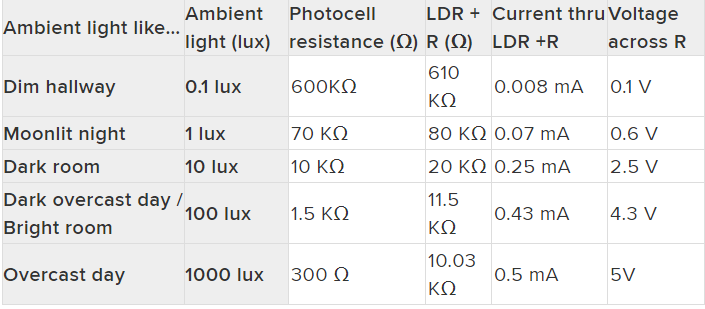 Ambient light like... Ambient light (lux) Photocell resistance (Ω) LDR + R (Ω) Current thru LDR +R Voltage across R
Dim hallway 0.1 lux 600KΩ 610 KΩ 0.008 mA 0.1 V
Moonlit night 1 lux 70 KΩ 80 KΩ 0.07 mA 0.6 V
Dark room 10 lux 10 KΩ 20 KΩ 0.25 mA 2.5 V
Dark overcast day / Bright room 100 lux 1.5 KΩ 11.5 KΩ 0.43 mA 4.3 V
Overcast day 1000 lux 300 Ω 10.03 KΩ 0.5 mA 5V